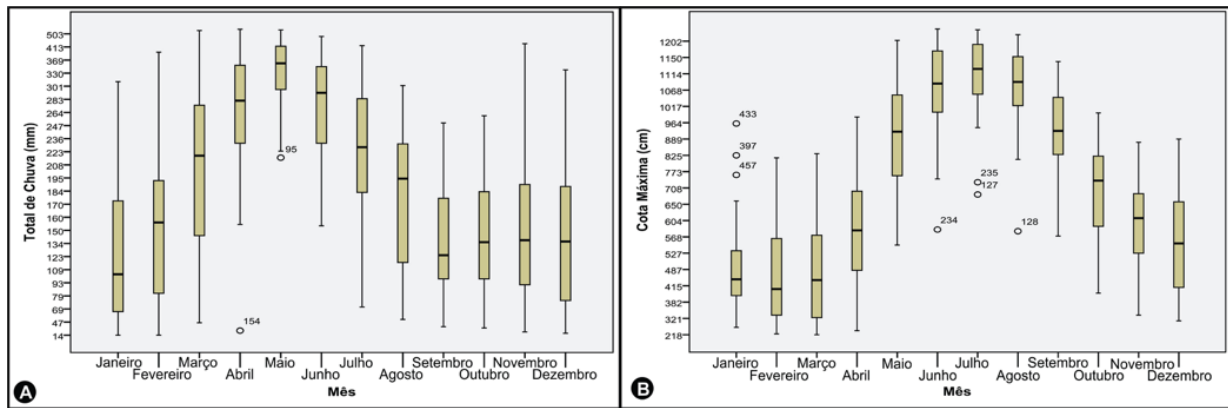 503
413
369
330
301
283
264
247
236
223
208
195
184
170
160
150
134
123
109
93
79
69
47
14
Total de Chuva (mm)
95
154
Janeiro
Fevereiro
Março
Abril
Maio
Junho
Julho
Agosto
Setembro
Outubro
Novembro
Dezembro
Mês
A
1202
1150
1114
1068
1017
964
889
825
773
708
650
604
568
527
487
415
382
321
218
Cota Máxima (cm)
433
397
457
234
235
127
128
Janeiro
Fevereiro
Março
Abril
Maio
Junho
Julho
Agosto
Setembro
Outubro
Novembro
Dezembro
Mês
B